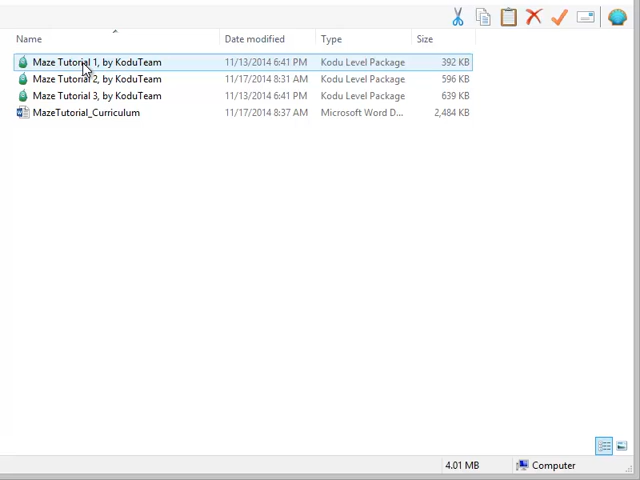 Name Date modified Type Size
Maze Tutorial 1, by KoduTeam 11/13/2014 6:41 PM Kodu Level Package 392 KB
Maze Tutorial 2, by KoduTeam 11/17/2014 8:31 AM Kodu Level Package 596 KB
Maze Tutorial 3, by KoduTeam 11/13/2014 6:41 PM Kodu Level Package 639 KB
MazeTutorial_Curriculum 11/17/2014 8:37 AM Microsoft Word D... 2,484 KB
4.01 MB Computer